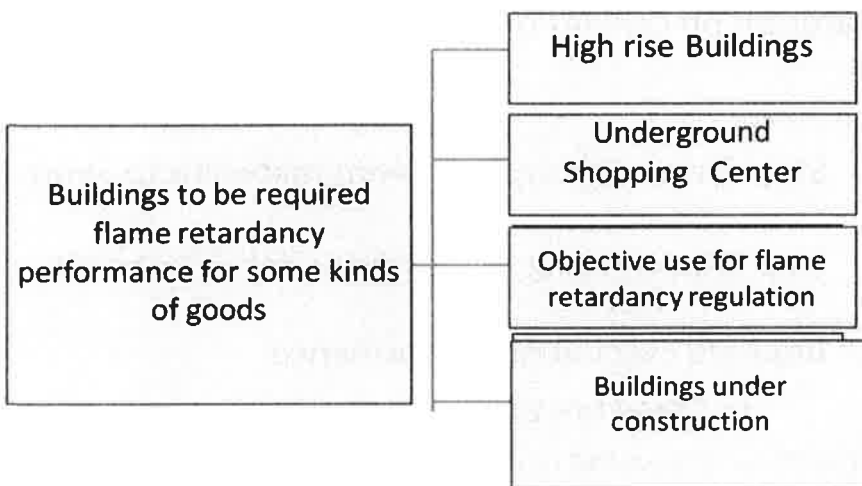 Buildings to be required
flame retardancy
performance for some kinds
of goods
High rise Buildings
Underground
Shopping Center
Objective use for flame
retardancy regulation
Buildings under
construction